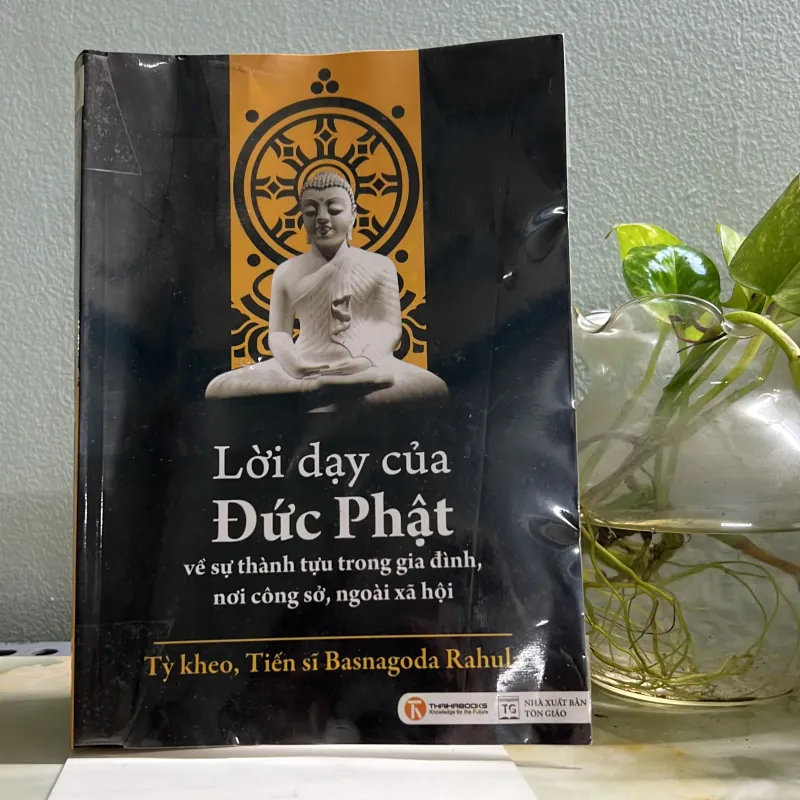 Lời dạy của
Đức Phật
về sự thành tựu trong gia đình,
nơi công sở, ngoài xã hội
Tỳ kheo, Tiến sĩ Basnagoda Rahul
THAIHABOOKS
Knowledge for the Future
TG
NHÀ XUẤT BẢN
TÔN GIÁO